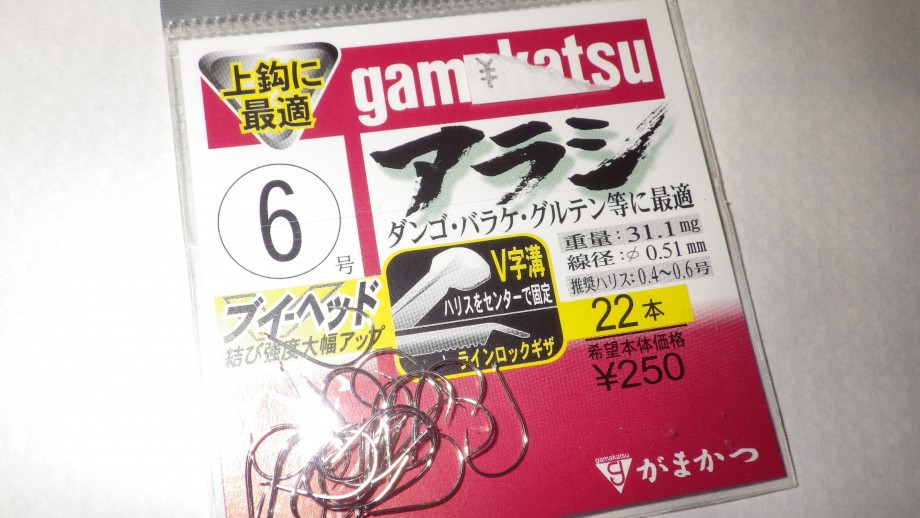 上鈎に
最適
gamakatsu
¥
アラシ
6
号
ダンゴ・バラケ・グルテン等に最適
重量:31.1mg
線径:φ0.51mm
推奨ハリス:0.4~0.6号
V字溝
ハリスをセンターで固定
ラインロックギザ
ブイ-ヘッド
結び強度大幅アップ
22本
希望本体価格
¥250
gamakatsu
g
がまかつ